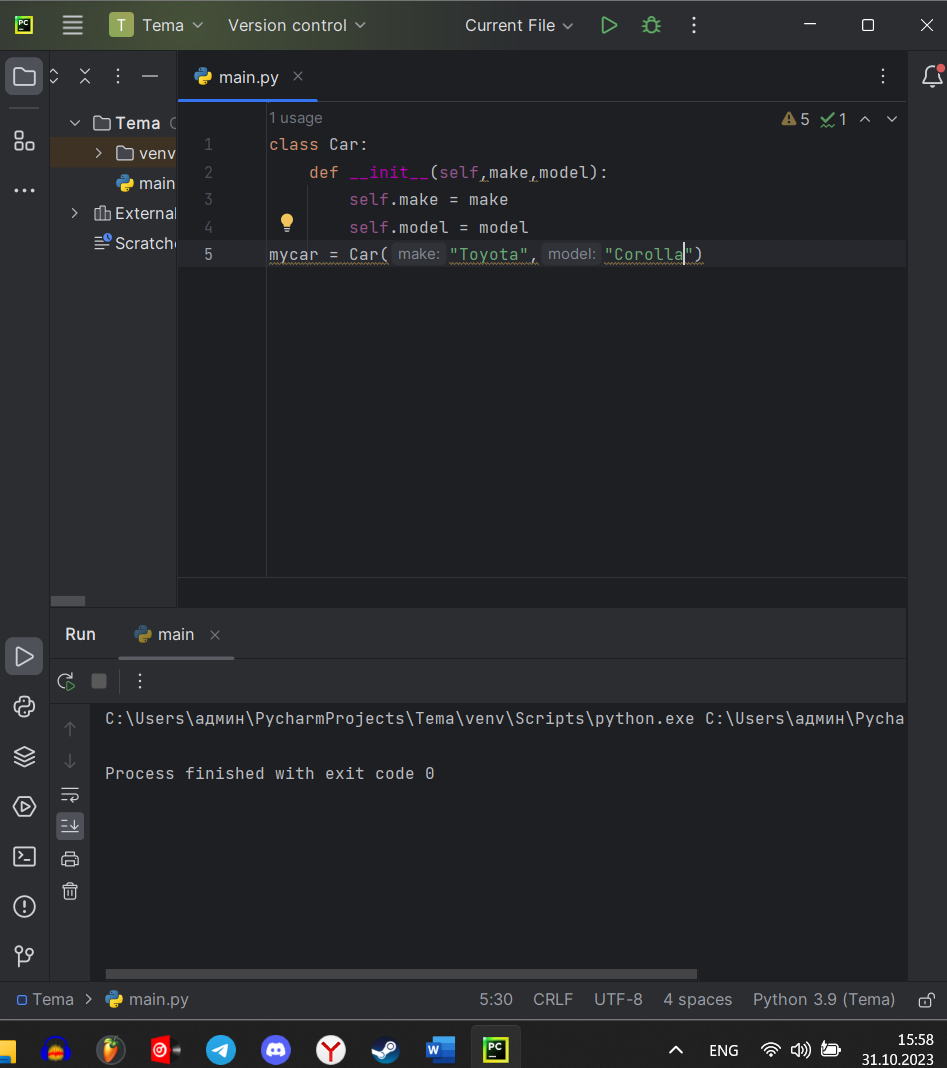 PC
T Tema Version control Current File
main.py
Tema
venv
main
External
Scratche
1 usage
5 1
1 class Car:
2 def __init__(self,make,model):
3 self.make = make
4 self.model = model
5 mycar = Car( make: "Toyota", model: "Corolla")
Run main
C:\Users\админ\PycharmProjects\Tema\venv\Scripts\python.exe C:\Users\админ\Pycha
Process finished with exit code 0
Tema > main.py 5:30 CRLF UTF-8 4 spaces Python 3.9 (Tema)
W PC ENG 15:58
31.10.2023